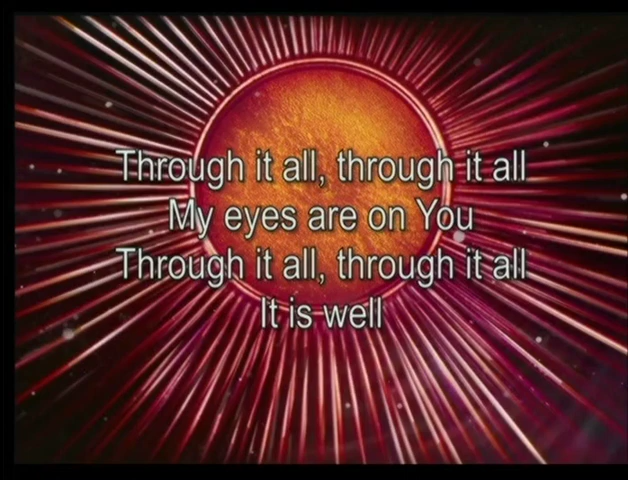 Through it all, through it all
My eyes are on You
Through it all, through it all
It is well